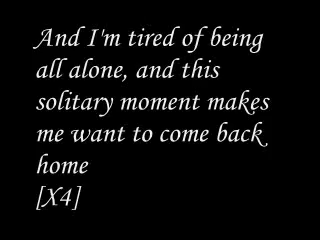 And I'm tired of being
all alone, and this
solitary moment makes
me want to come back
home
[X4]